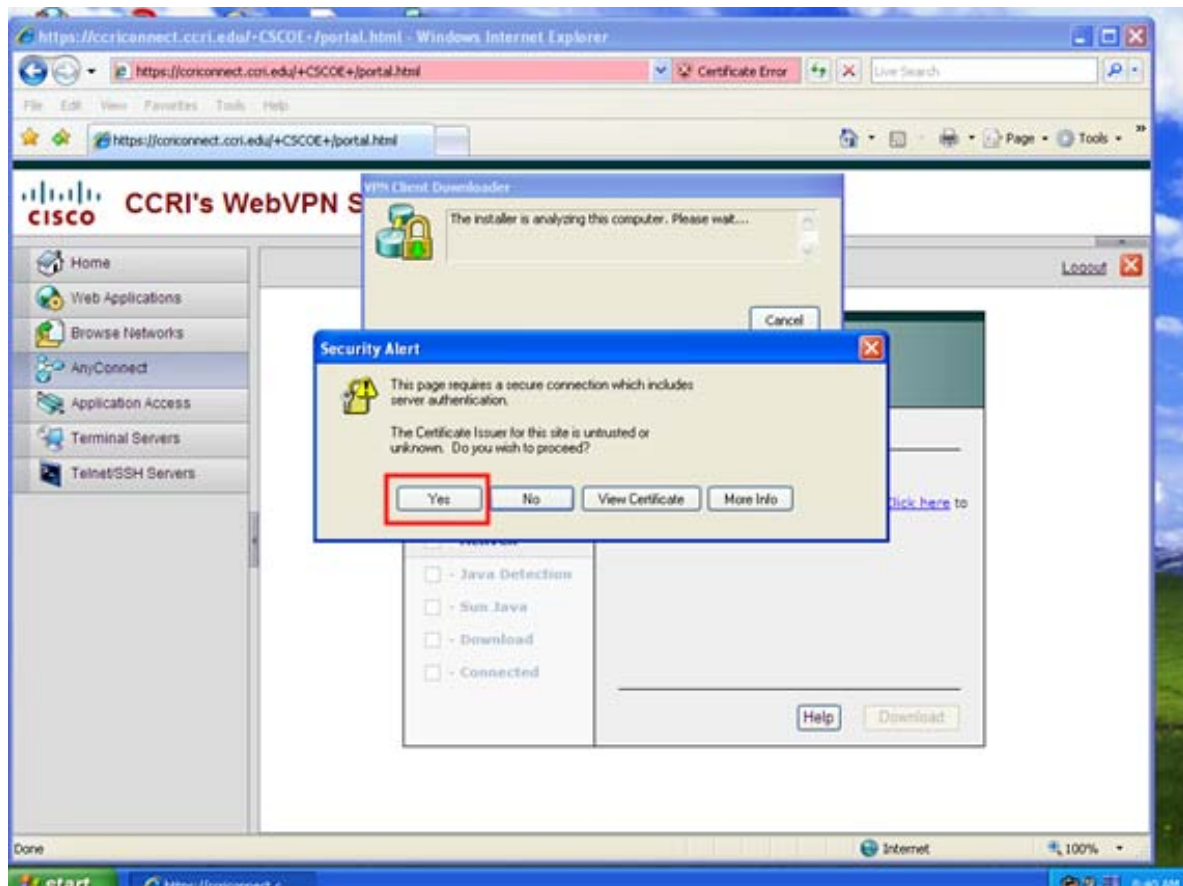 https://ccriconnect.ccri.edu/+CSCOE+/portal.html - Windows Internet Explorer
https://ccriconnect.ccri.edu/+CSCOE+/portal.html
Certificate Error
Live Search
File Edit View Favorites Tools Help
https://ccriconnect.ccri.edu/+CSCOE+/portal.html
Page
Tools
CISCO
CCRI's WebVPN S
VPN Client Downloader
The installer is analyzing this computer. Please wait....
Cancel
Logout
Home
Web Applications
Browse Networks
AnyConnect
Application Access
Terminal Servers
Telnet/SSH Servers
Security Alert
This page requires a secure connection which includes
server authentication.
The Certificate Issuer for this site is untrusted or
unknown. Do you wish to proceed?
Yes
No
View Certificate
More Info
Click here to
- Java Detection
- Sun Java
- Download
- Connected
Help
Download
Done
Internet
100%
start